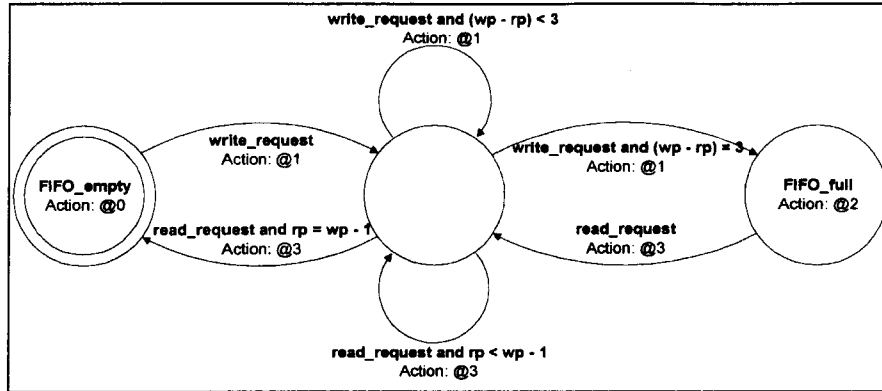 write_request and (wp - rp) < 3
Action: @1
write_request
Action: @1
write_request and (wp - rp) = 3
Action: @1
FIFO_empty
Action: @0
FIFO_full
Action: @2
read_request and rp = wp - 1
Action: @3
read_request
Action: @3
read_request and rp < wp - 1
Action: @3